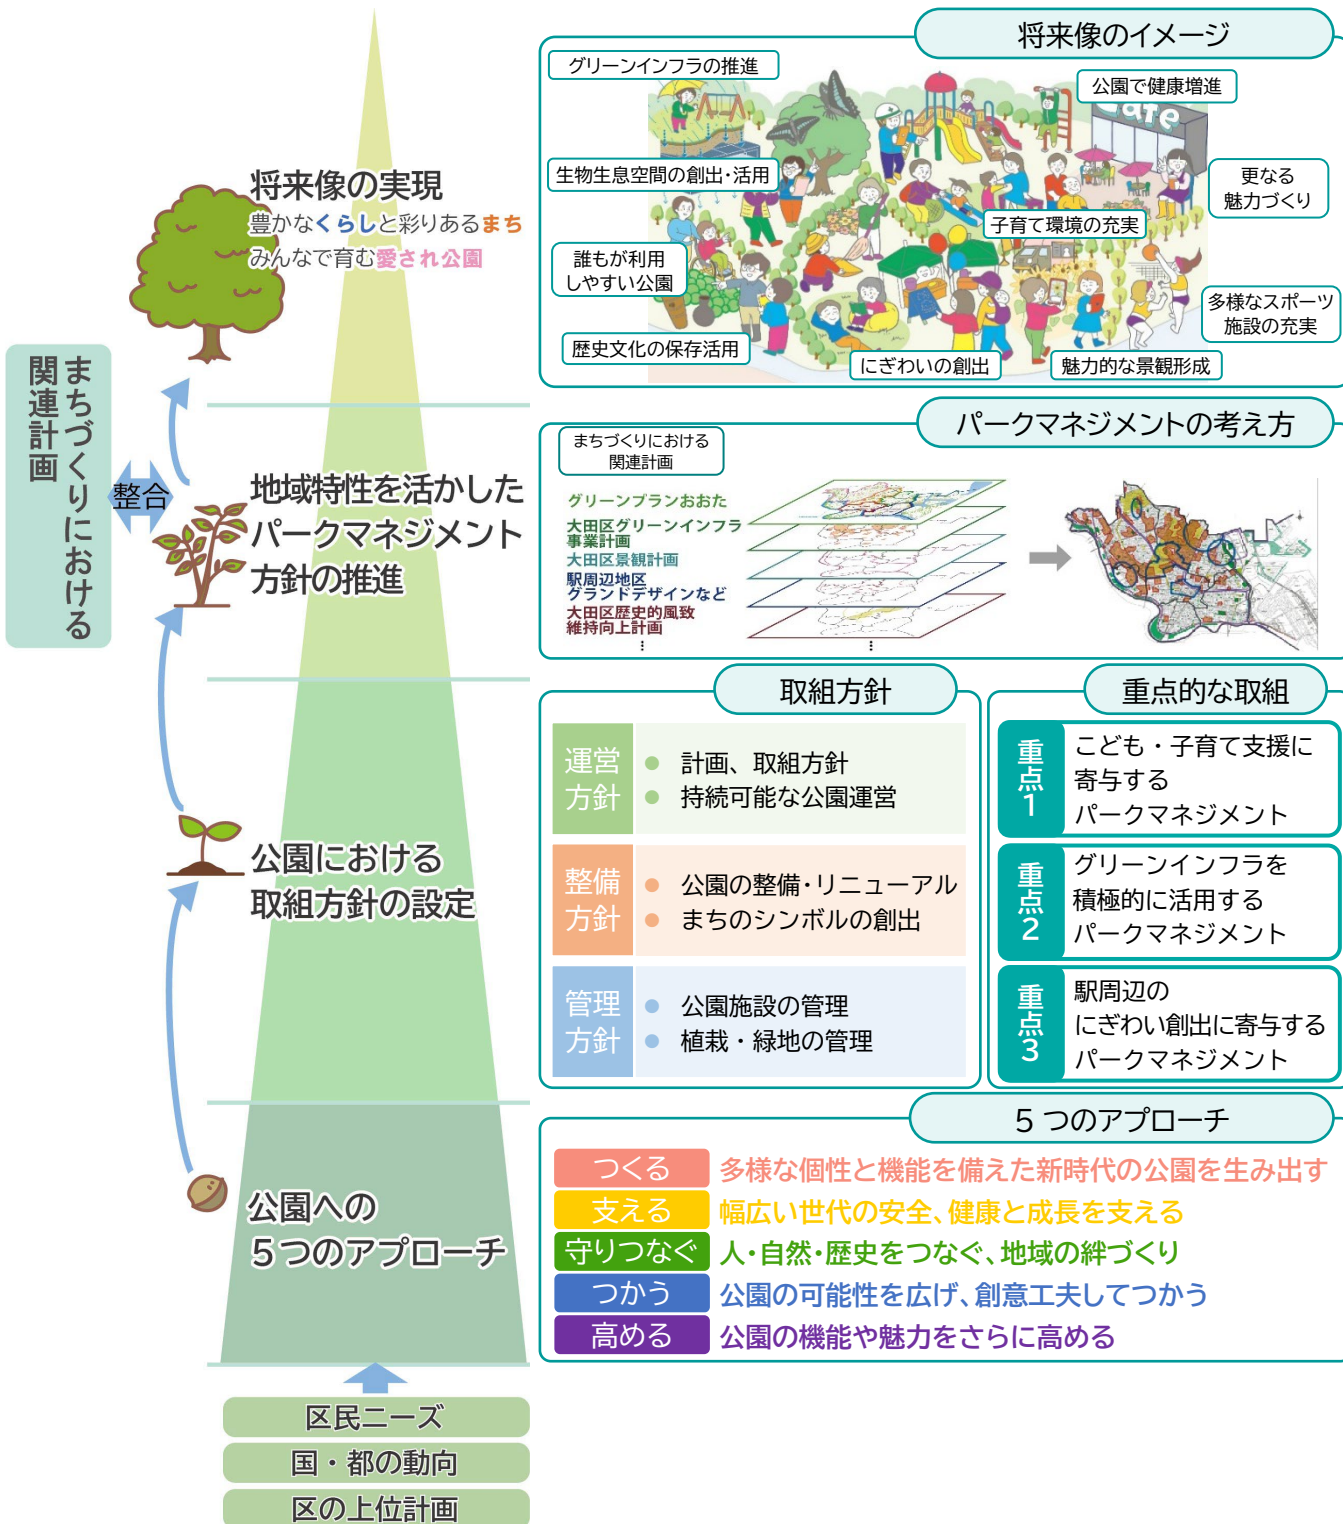 将来像のイメージ
グリーンインフラの推進
公園で健康増進
Cafe
生物生息空間の創出・活用
更なる
魅力づくり
子育て環境の充実
誰もが利用
しやすい公園
多様なスポーツ
施設の充実
歴史文化の保存活用
にぎわいの創出
魅力的な景観形成
将来像の実現
豊かなくらしと彩りあるまち
みんなで育む愛され公園
まちづくりにおける
関連計画
整合
地域特性を活かした
パークマネジメント
方針の推進
パークマネジメントの考え方
まちづくりにおける
関連計画
グリーンプランおおた
大田区グリーンインフラ
事業計画
大田区景観計画
駅周辺地区
グランドデザインなど
大田区歴史的風致
維持向上計画
⋮
⋮
公園における
取組方針の設定
取組方針
運営
方針
● 計画、取組方針
● 持続可能な公園運営
整備
方針
● 公園の整備・リニューアル
● まちのシンボルの創出
管理
方針
● 公園施設の管理
● 植栽・緑地の管理
重点的な取組
重点1
こども・子育て支援に
寄与する
パークマネジメント
重点2
グリーンインフラを
積極的に活用する
パークマネジメント
重点3
駅周辺の
にぎわい創出に寄与する
パークマネジメント
公園への
5つのアプローチ
5つのアプローチ
つくる 多様な個性と機能を備えた新時代の公園を生み出す
支える 幅広い世代の安全、健康と成長を支える
守りつなぐ 人・自然・歴史をつなぐ、地域の絆づくり
つかう 公園の可能性を広げ、創意工夫してつかう
高める 公園の機能や魅力をさらに高める
区民ニーズ
国・都の動向
区の上位計画